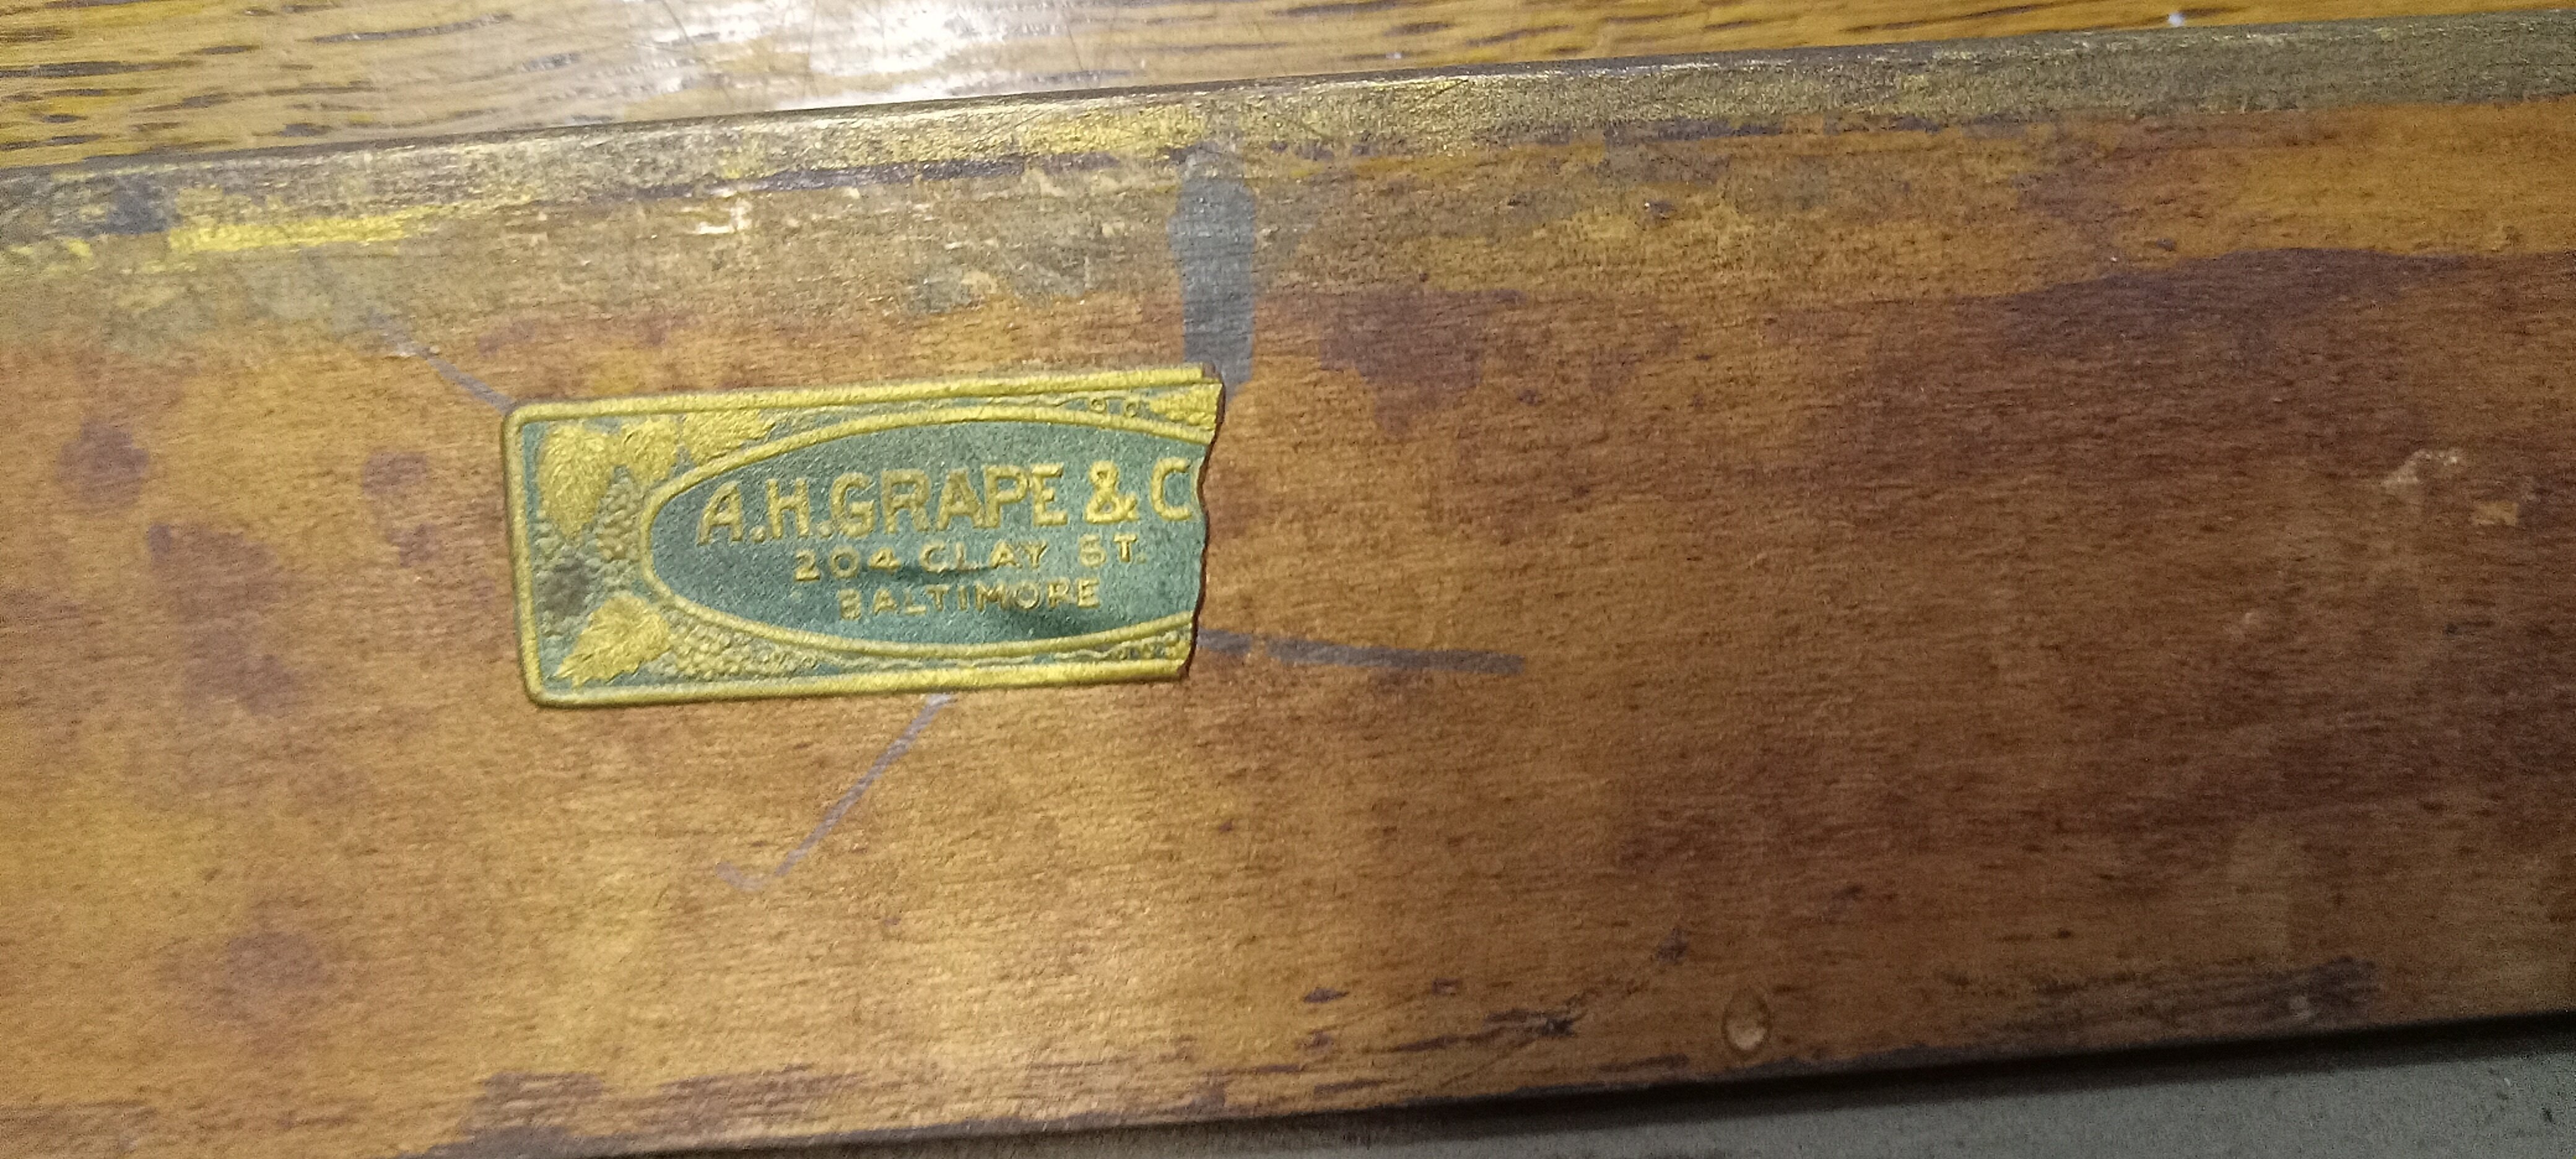 A.H.GRAPE & C
204 CLAY ST.
BALTIMORE